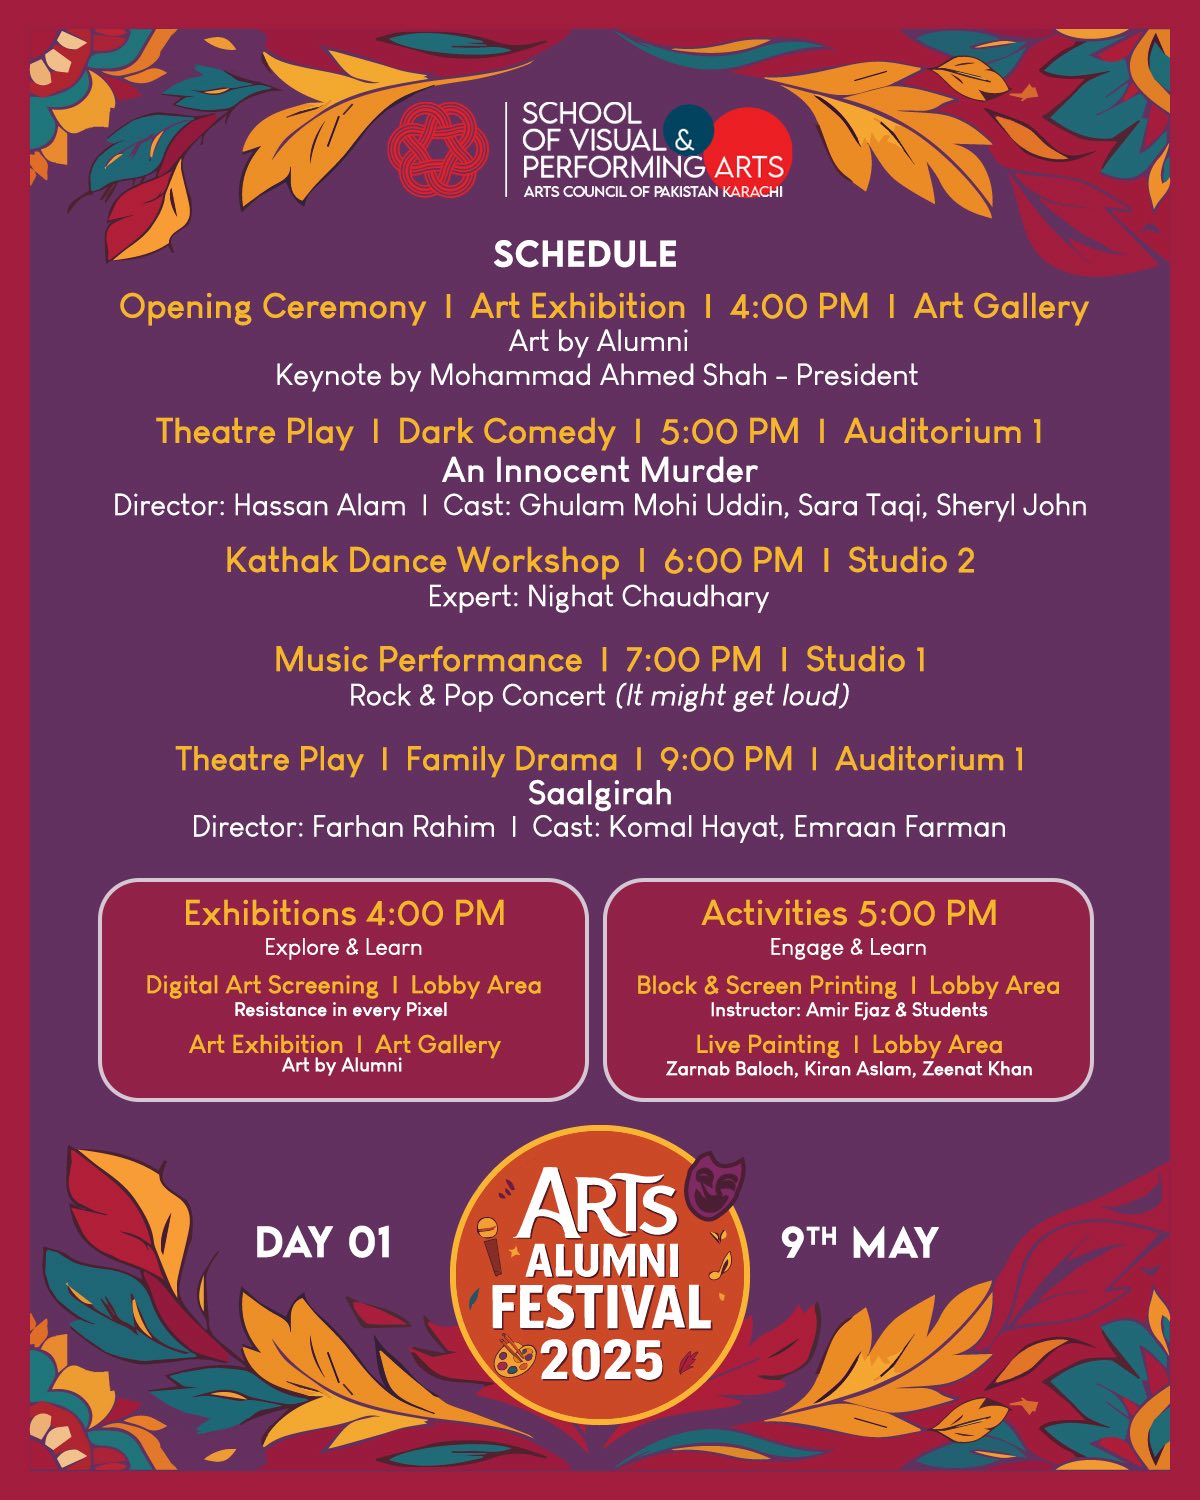 SCHOOL
OF VISUAL &
PERFORMING ARTS
ARTS COUNCIL OF PAKISTAN KARACHI
SCHEDULE
Opening Ceremony I Art Exhibition I 4:00 PM I Art Gallery
Art by Alumni
Keynote by Mohammad Ahmed Shah - President
Theatre Play I Dark Comedy I 5:00 PM I Auditorium 1
An Innocent Murder
Director: Hassan Alam I Cast: Ghulam Mohi Uddin, Sara Taqi, Sheryl John
Kathak Dance Workshop I 6:00 PM I Studio 2
Expert: Nighat Chaudhary
Music Performance I 7:00 PM I Studio 1
Rock & Pop Concert (It might get loud)
Theatre Play I Family Drama I 9:00 PM I Auditorium 1
Saalgirah
Director: Farhan Rahim I Cast: Komal Hayat, Emraan Farman
Exhibitions 4:00 PM
Explore & Learn
Digital Art Screening I Lobby Area
Resistance in every Pixel
Art Exhibition I Art Gallery
Art by Alumni
Activities 5:00 PM
Engage & Learn
Block & Screen Printing I Lobby Area
Instructor: Amir Ejaz & Students
Live Painting I Lobby Area
Zarnab Baloch, Kiran Aslam, Zeenat Khan
DAY 01
ARTS
ALUMNI
FESTIVAL
2025
9TH MAY